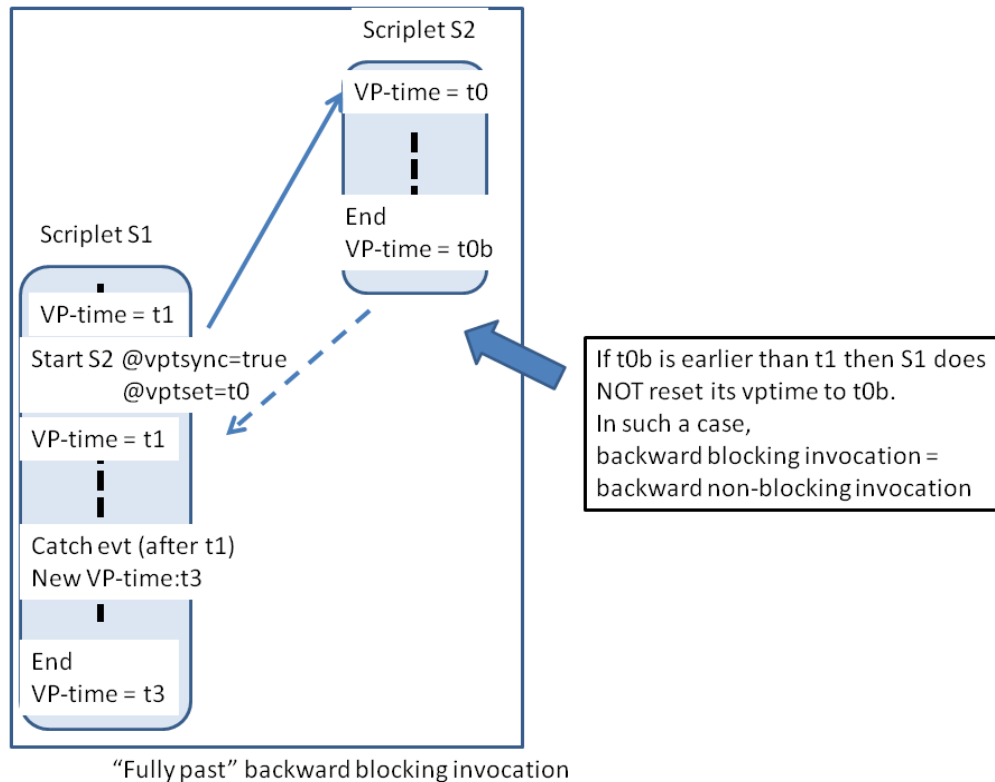 Scriplet S2
VP-time = t0
End
VP-time = t0b
Scriplet S1
VP-time = t1
Start S2 @vptsync=true
@vptset=t0
VP-time = t1
Catch evt (after t1)
New VP-time:t3
End
VP-time = t3
If t0b is earlier than t1 then S1 does
NOT reset its vptime to t0b.
In such a case,
backward blocking invocation =
backward non-blocking invocation
“Fully past” backward blocking invocation